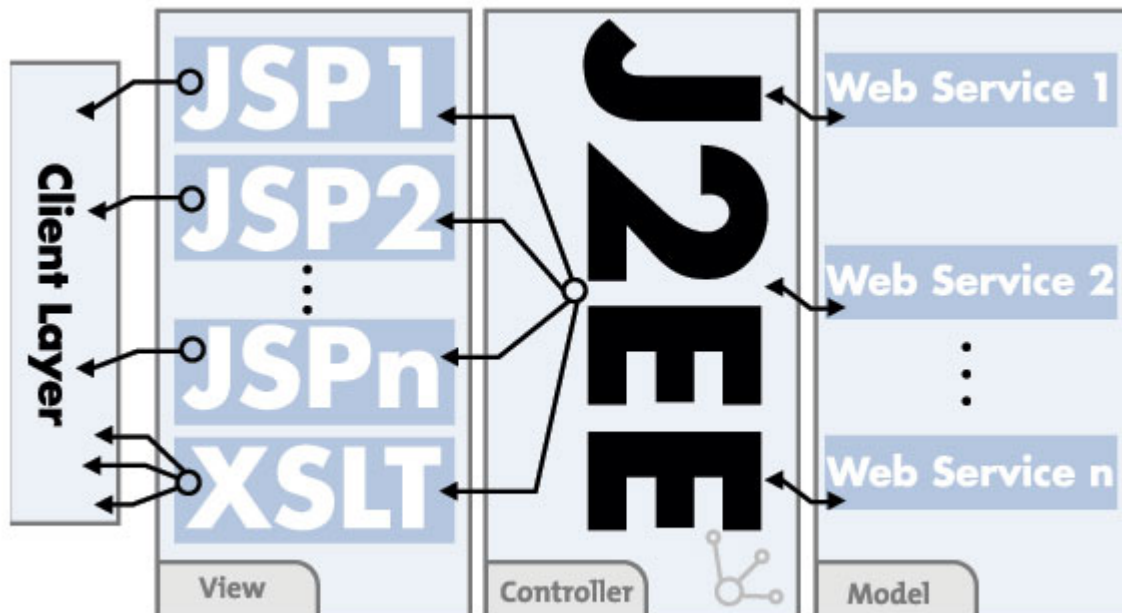 Client Layer
JSP1
JSP2
JSPn
XSLT
View
J2EE
Controller
Web Service 1
Web Service 2
Web Service n
Model